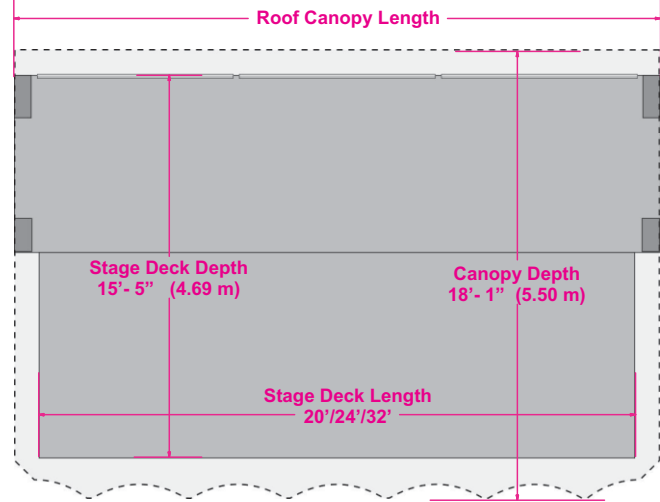 Roof Canopy Length
Stage Deck Depth
15’- 5” (4.69 m)
Canopy Depth
18’- 1” (5.50 m)
Stage Deck Length
20’/24’/32’